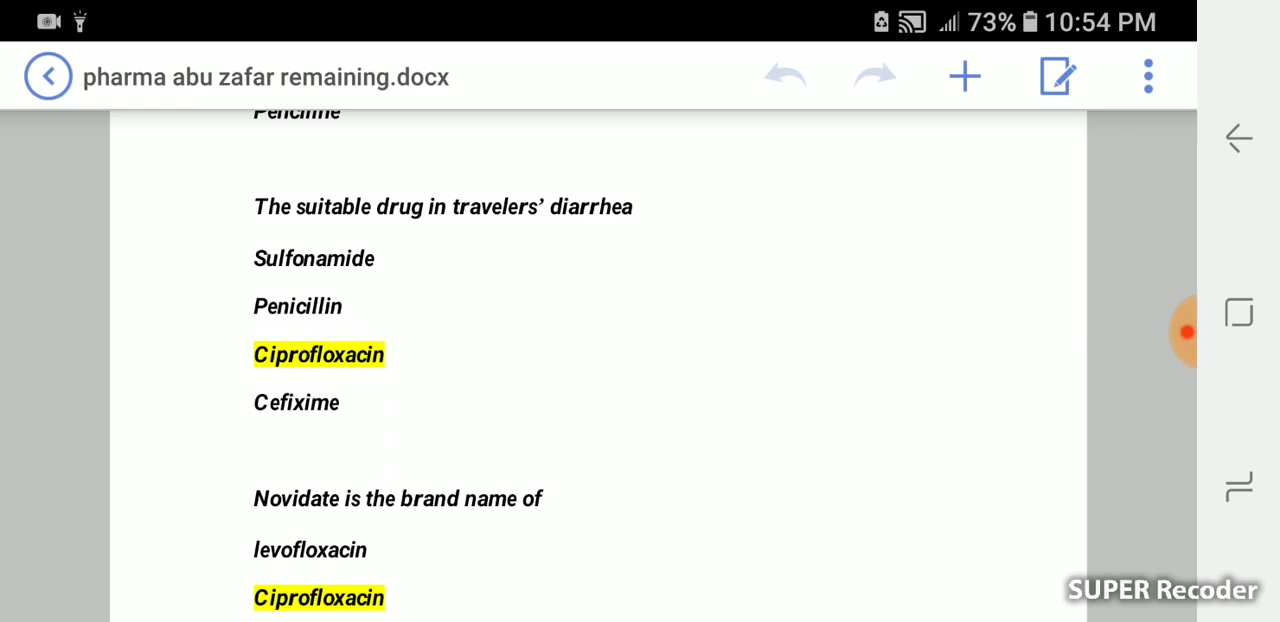 73% 10:54 PM
pharma abu zafar remaining.docx
The suitable drug in travelers’ diarrhea
Sulfonamide
Penicillin
Ciprofloxacin
Cefixime
Novidate is the brand name of
levofloxacin
Ciprofloxacin
SUPER Recoder